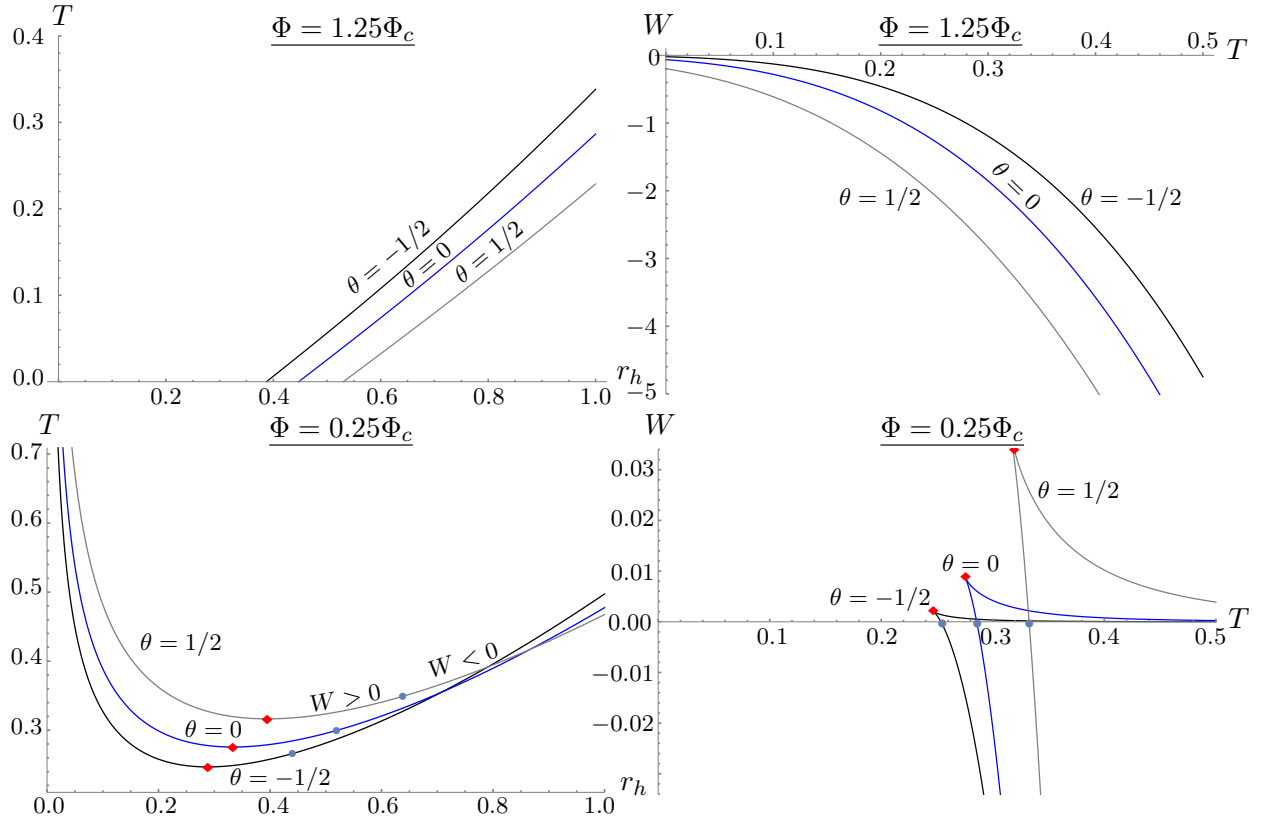 T
Φ = 1.25Φ_c
0.4
0.3
0.2
0.1
0.0
θ = −1/2
θ = 0
θ = 1/2
0.2
0.4
0.6
0.8
1.0
r_h
W
Φ = 1.25Φ_c
0.1
0.2
0.3
0.4
0.5
T
0
−1
−2
−3
−4
−5
θ = 1/2
θ = 0
θ = −1/2
T
Φ = 0.25Φ_c
0.7
0.6
0.5
0.4
0.3
θ = 1/2
θ = 0
θ = −1/2
W > 0
W < 0
0.0
0.2
0.4
0.6
0.8
1.0
r_h
W
Φ = 0.25Φ_c
0.03
0.02
0.01
0.00
−0.01
−0.02
θ = 1/2
θ = 0
θ = −1/2
0.1
0.2
0.3
0.4
0.5
T